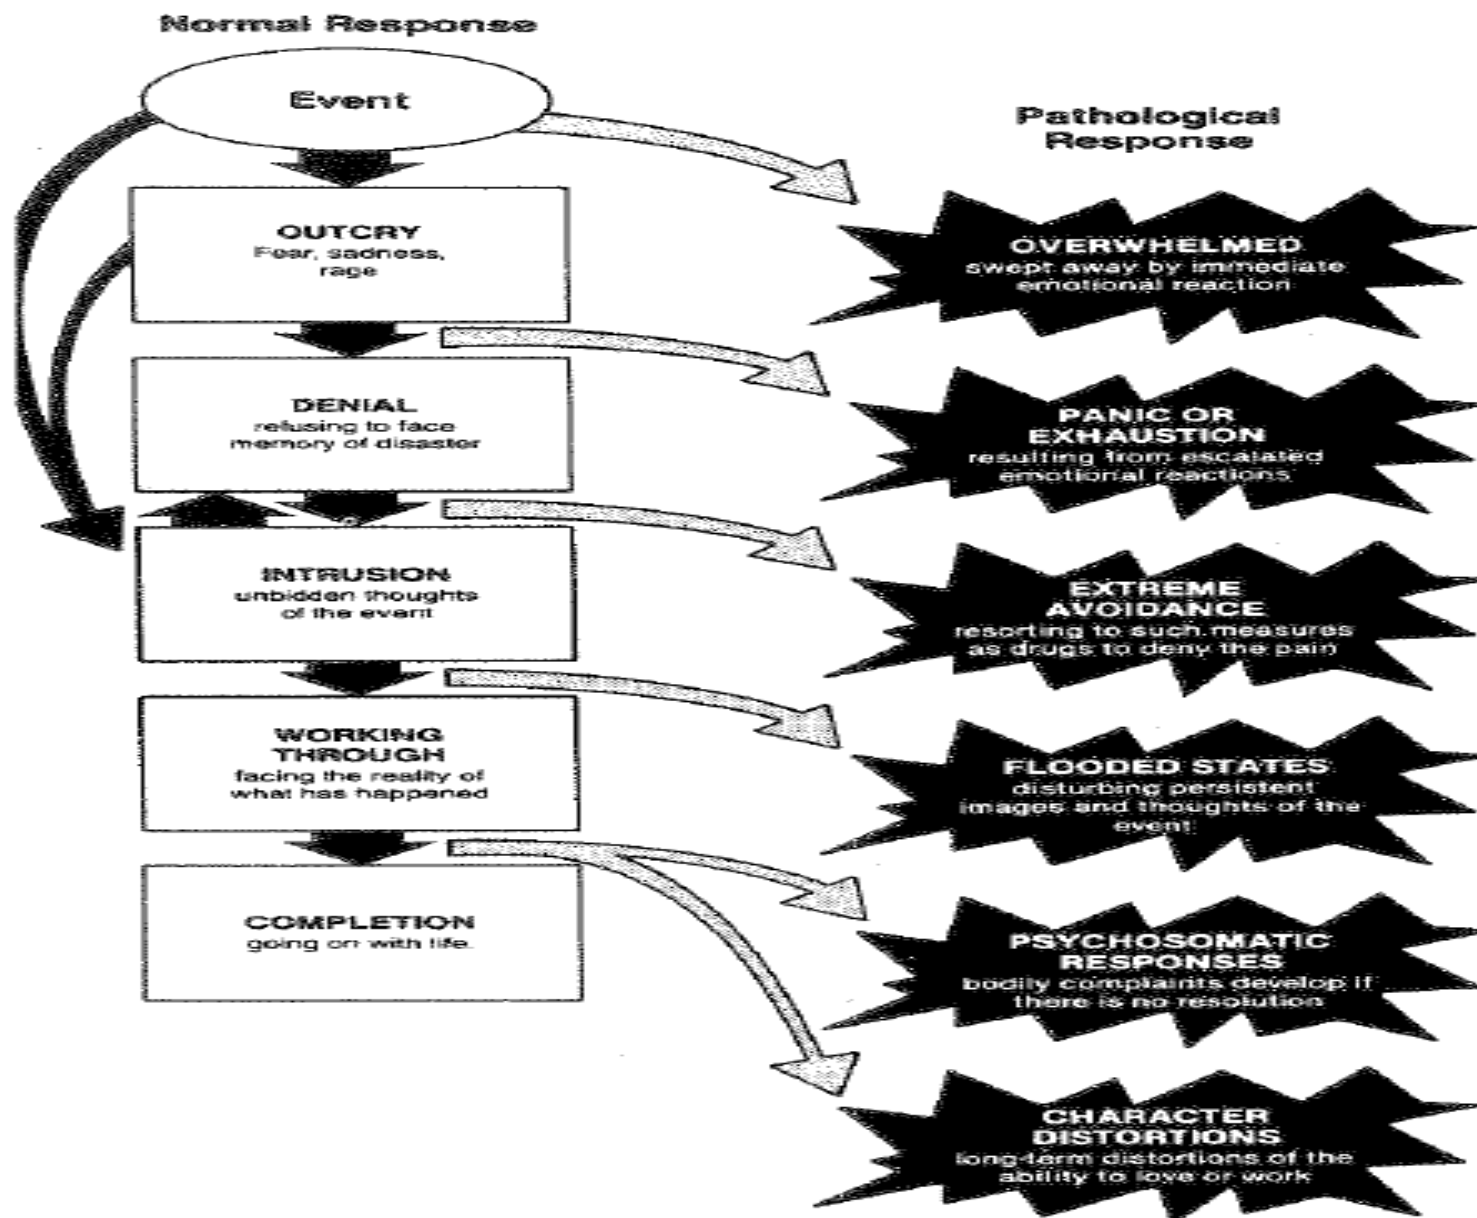 Normal Response
Event
OUTCRY
Fear, sadness,
rage
DENIAL
refusing to face
memory of disaster
INTRUSION
unbidden thoughts
of the event
WORKING
THROUGH
facing the reality of
what has happened
COMPLETION
going on with life.
Pathological
Response
OVERWHELMED
swept away by immediate
emotional reaction
PANIC OR
EXHAUSTION
resulting from escalated
emotional reactions
EXTREME
AVOIDANCE
resorting to such measures
as drugs to deny the pain
FLOODED STATES
disturbing persistent
images and thoughts of the
event
PSYCHOSOMATIC
RESPONSES
bodily complaints develop if
there is no resolution
CHARACTER
DISTORTIONS
long-term distortions of the
ability to love or work